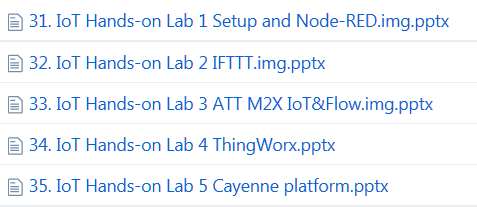 31. IoT Hands-on Lab 1 Setup and Node-RED.img.pptx
32. IoT Hands-on Lab 2 IFTTT.img.pptx
33. IoT Hands-on Lab 3 ATT M2X IoT&Flow.img.pptx
34. IoT Hands-on Lab 4 ThingWorx.pptx
35. IoT Hands-on Lab 5 Cayenne platform.pptx